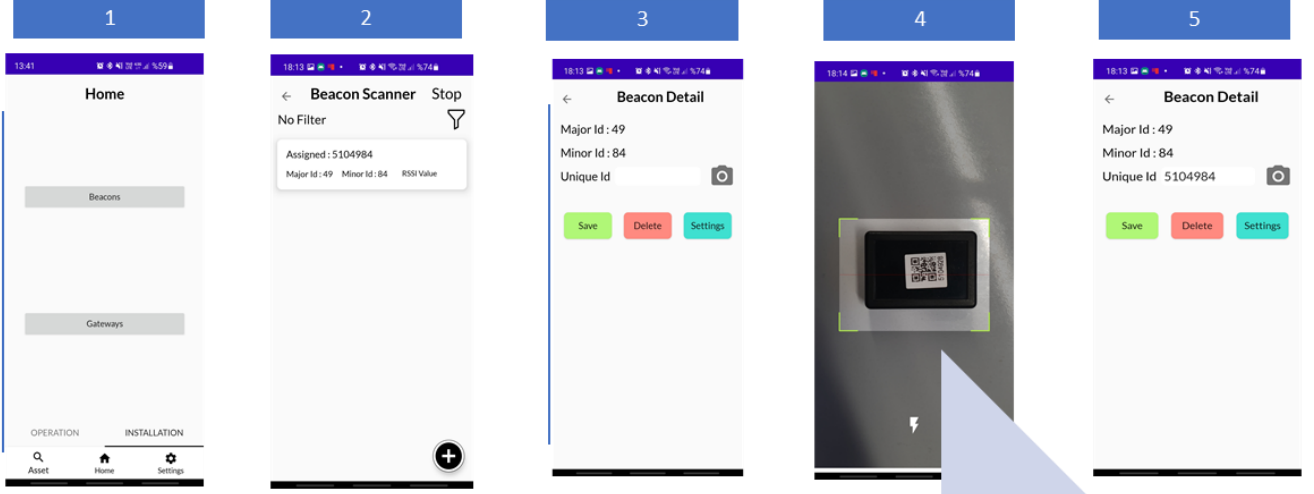 1
2
3
4
5
13:41
%59
Home
Beacons
Gateways
OPERATION INSTALLATION
Asset Home Settings
18:13 %74
Beacon Scanner Stop
No Filter
Assigned : 5104984
Major Id : 49 Minor Id : 84 RSSI Value
18:13 %74
Beacon Detail
Major Id : 49
Minor Id : 84
Unique Id
Save Delete Settings
18:14 %74
18:13 %74
Beacon Detail
Major Id : 49
Minor Id : 84
Unique Id 5104984
Save Delete Settings